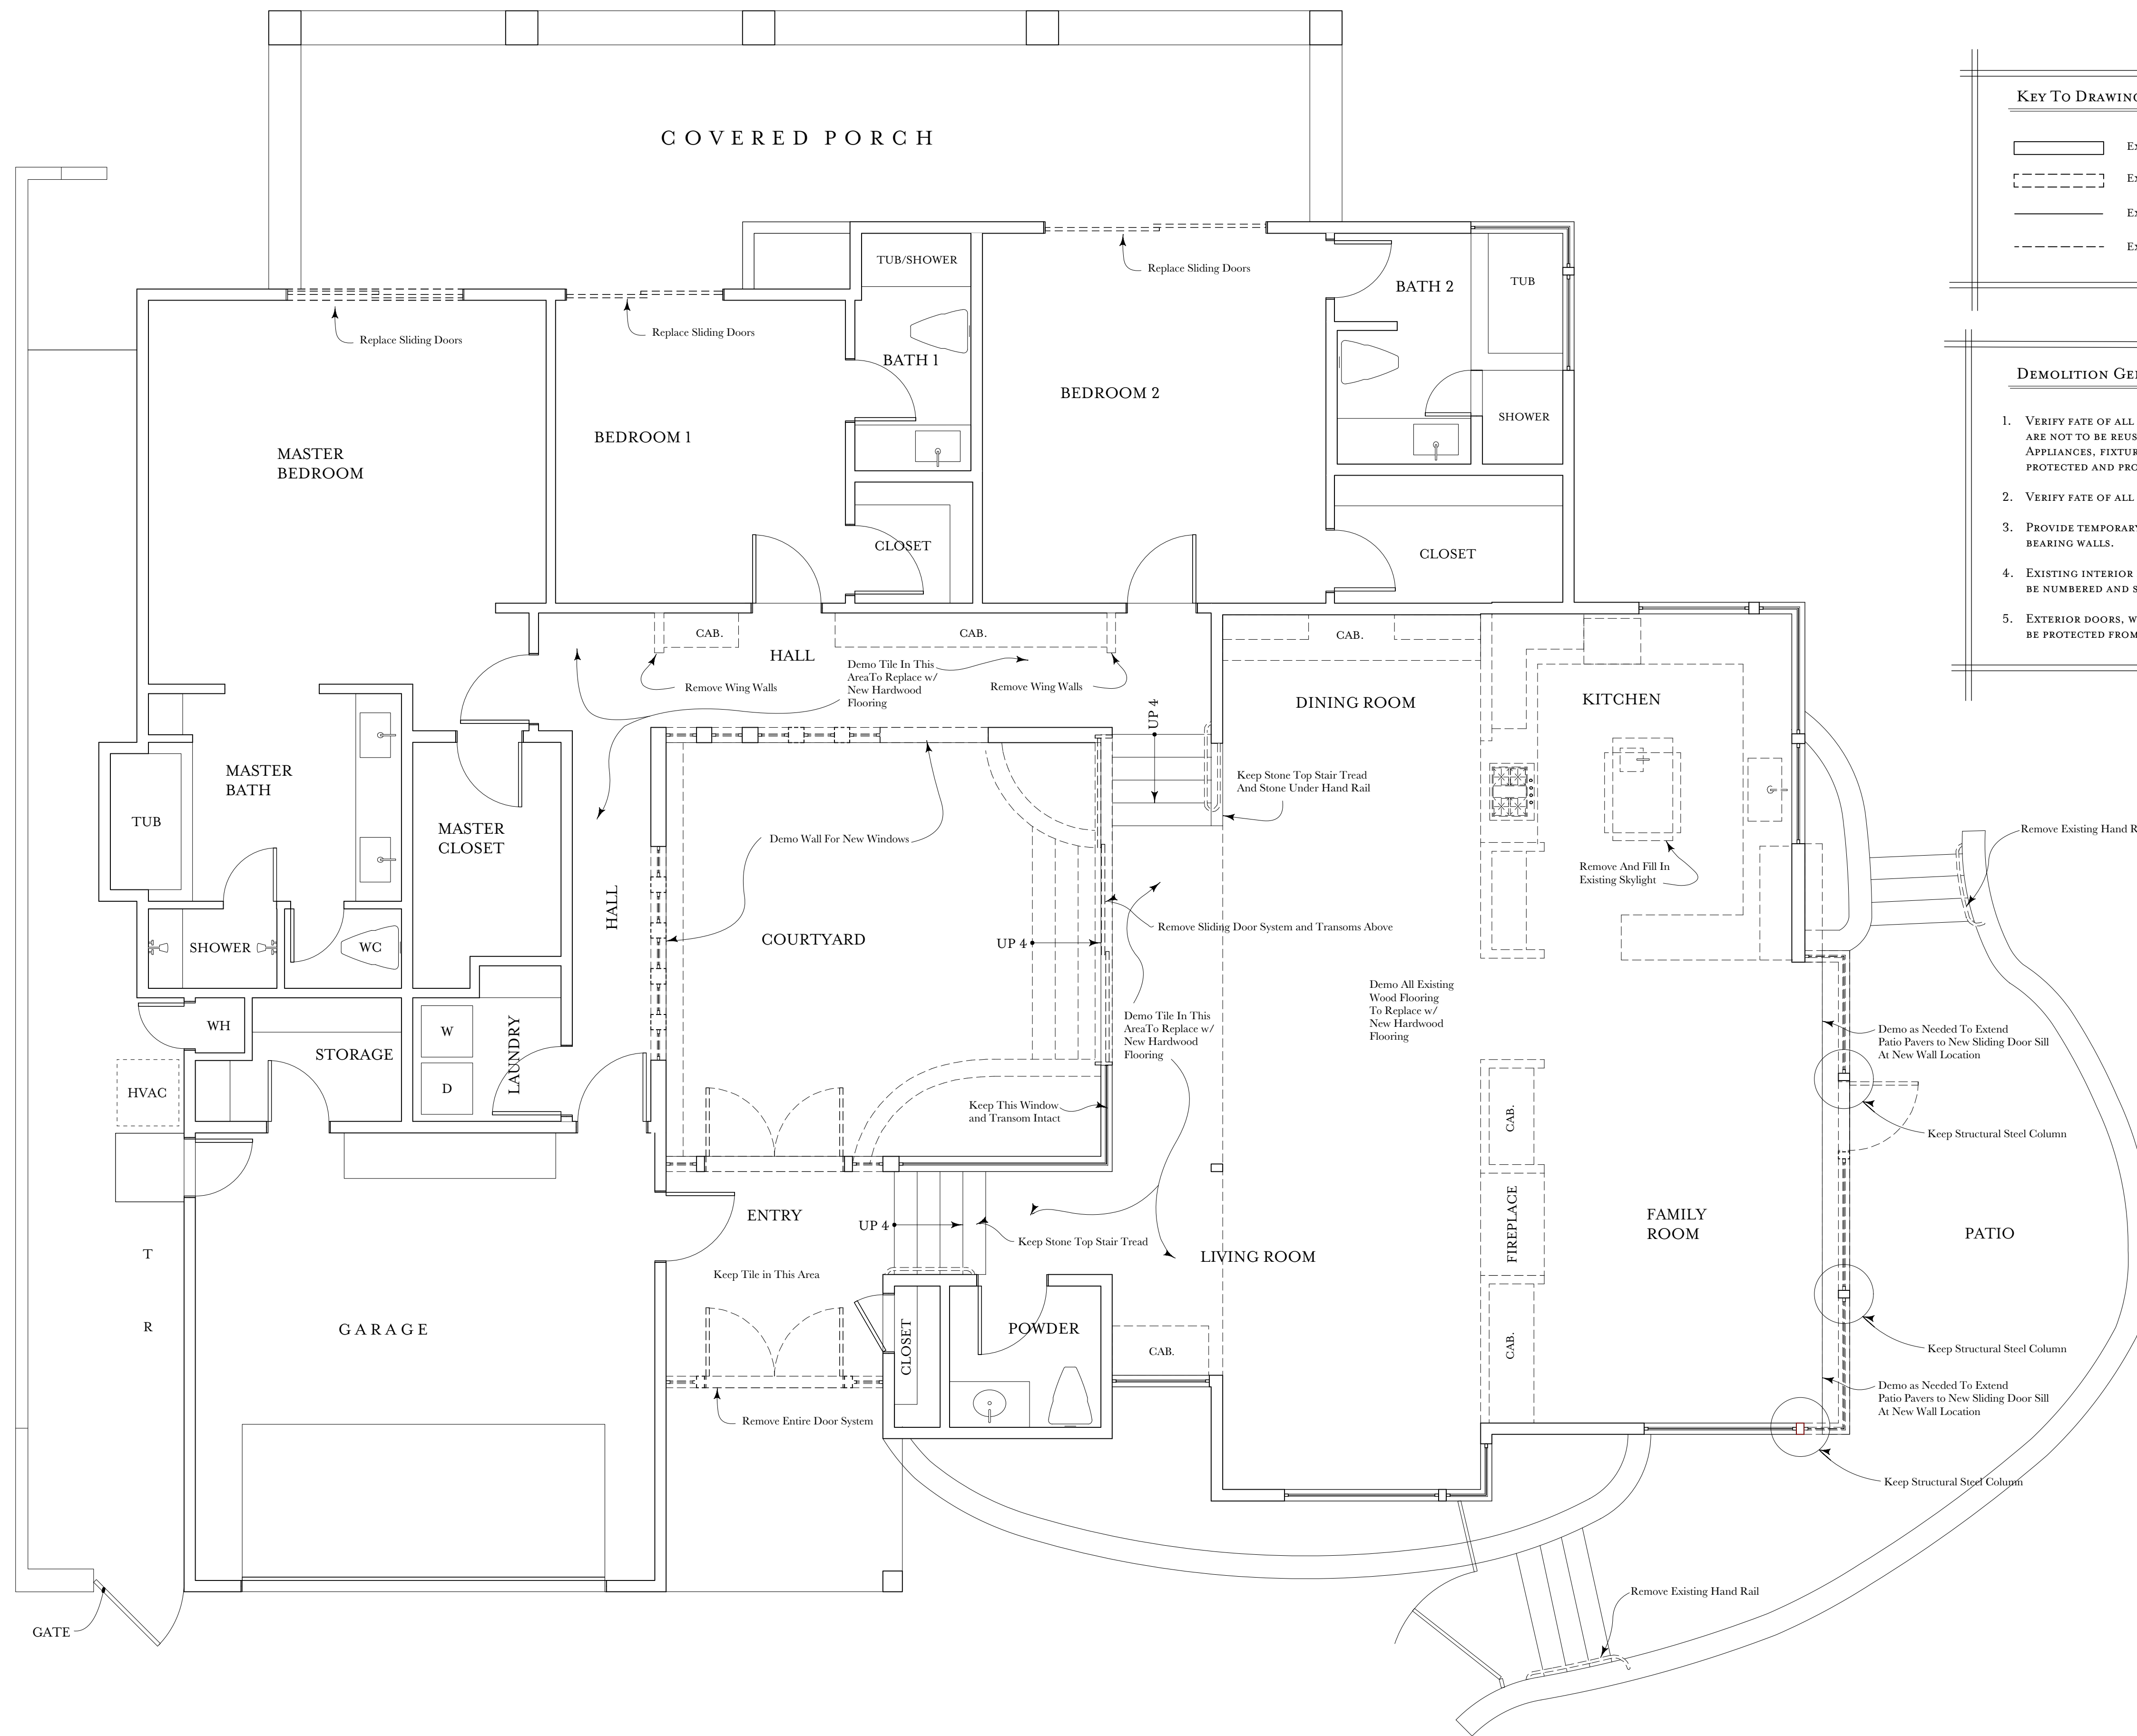 COVERED PORCH
KEY TO DRAWING
EX
EX
EX
EX
DEMOLITION GE
1. VERIFY FATE OF ALL
ARE NOT TO BE REUS
APPLIANCES, FIXTUR
PROTECTED AND PRO
2. VERIFY FATE OF ALL
3. PROVIDE TEMPORARY
BEARING WALLS.
4. EXISTING INTERIOR
BE NUMBERED AND S
5. EXTERIOR DOORS, W
BE PROTECTED FROM
Replace Sliding Doors
Replace Sliding Doors
Replace Sliding Doors
TUB/SHOWER
BATH 1
BATH 2
TUB
SHOWER
BEDROOM 2
BEDROOM 1
MASTER
BEDROOM
CLOSET
CLOSET
CAB.
CAB.
CAB.
HALL
Remove Wing Walls
Demo Tile In This
AreaTo Replace w/
New Hardwood
Flooring
Remove Wing Walls
UP 4
DINING ROOM
KITCHEN
Keep Stone Top Stair Tread
And Stone Under Hand Rail
MASTER
BATH
TUB
MASTER
CLOSET
Demo Wall For New Windows
Remove And Fill In
Existing Skylight
Remove Existing Hand R
HALL
COURTYARD
UP 4
Remove Sliding Door System and Transoms Above
SHOWER
WC
WH
STORAGE
W
D
LAUNDRY
HVAC
Demo All Existing
Wood Flooring
To Replace w/
New Hardwood
Flooring
Demo Tile In This
AreaTo Replace w/
New Hardwood
Flooring
Keep This Window
and Transom Intact
Demo as Needed To Extend
Patio Pavers to New Sliding Door Sill
At New Wall Location
Keep Structural Steel Column
CAB.
FIREPLACE
CAB.
FAMILY
ROOM
PATIO
ENTRY
UP 4
Keep Stone Top Stair Tread
Keep Tile in This Area
LIVING ROOM
T
R
GARAGE
CLOSET
POWDER
CAB.
Remove Entire Door System
Keep Structural Steel Column
Demo as Needed To Extend
Patio Pavers to New Sliding Door Sill
At New Wall Location
Keep Structural Steel Column
Remove Existing Hand Rail
GATE